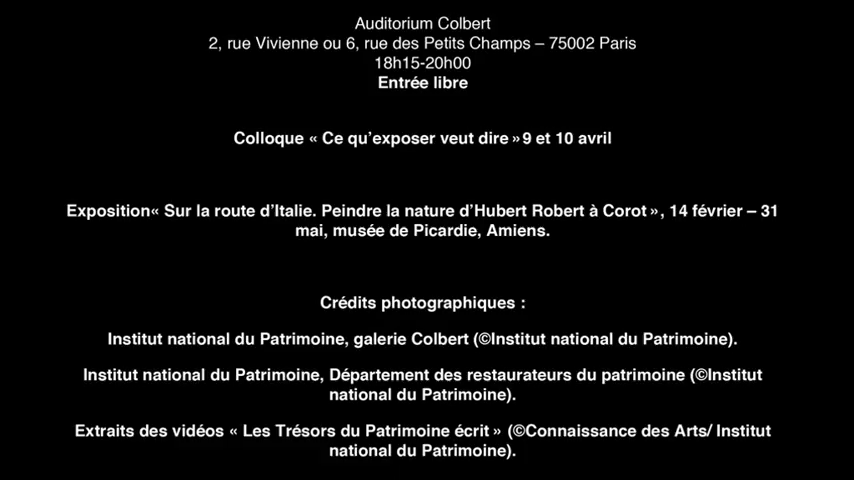 Auditorium Colbert
2, rue Vivienne ou 6, rue des Petits Champs – 75002 Paris
18h15-20h00
Entrée libre
Colloque « Ce qu’exposer veut dire » 9 et 10 avril
Exposition« Sur la route d’Italie. Peindre la nature d’Hubert Robert à Corot », 14 février – 31
mai, musée de Picardie, Amiens.
Crédits photographiques :
Institut national du Patrimoine, galerie Colbert (©Institut national du Patrimoine).
Institut national du Patrimoine, Département des restaurateurs du patrimoine (©Institut
national du Patrimoine).
Extraits des vidéos « Les Trésors du Patrimoine écrit » (©Connaissance des Arts/ Institut
national du Patrimoine).